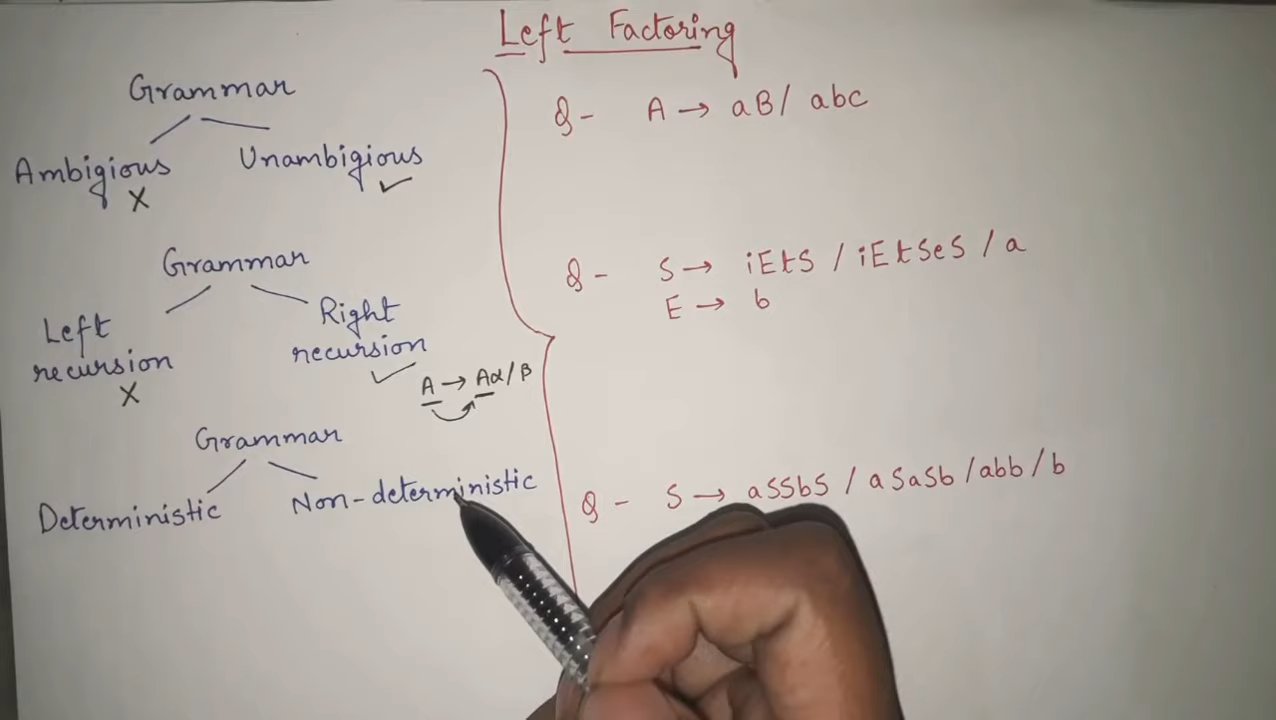 Left Factoring
Grammar
Ambigious Unambigious
X ✓
Grammar
Left
recursion
X
Right
recursion
✓
A → Aα/β
Grammar
Deterministic Non-deterministic
Q- A → aB/ abc
Q- S → iEtS / iEtSeS / a
E → b
Q- S → aSSbS / aSaSb /abb / b